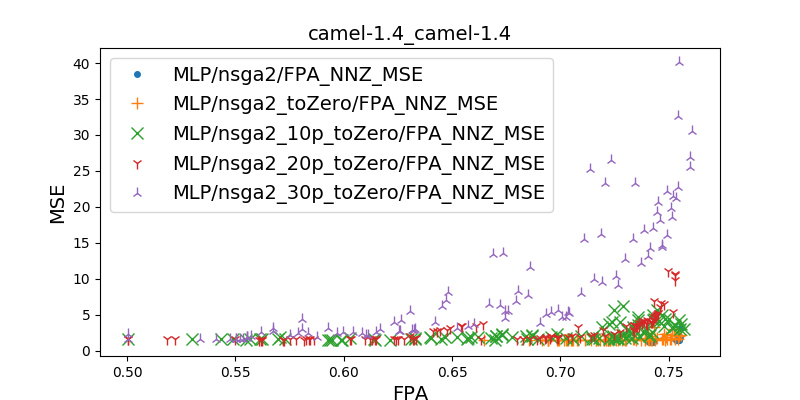 camel-1.4_camel-1.4
MLP/nsga2/FPA_NNZ_MSE
MLP/nsga2_toZero/FPA_NNZ_MSE
MLP/nsga2_10p_toZero/FPA_NNZ_MSE
MLP/nsga2_20p_toZero/FPA_NNZ_MSE
MLP/nsga2_30p_toZero/FPA_NNZ_MSE
MSE
40
35
30
25
20
15
10
5
0
0.50 0.55 0.60 0.65 0.70 0.75
FPA